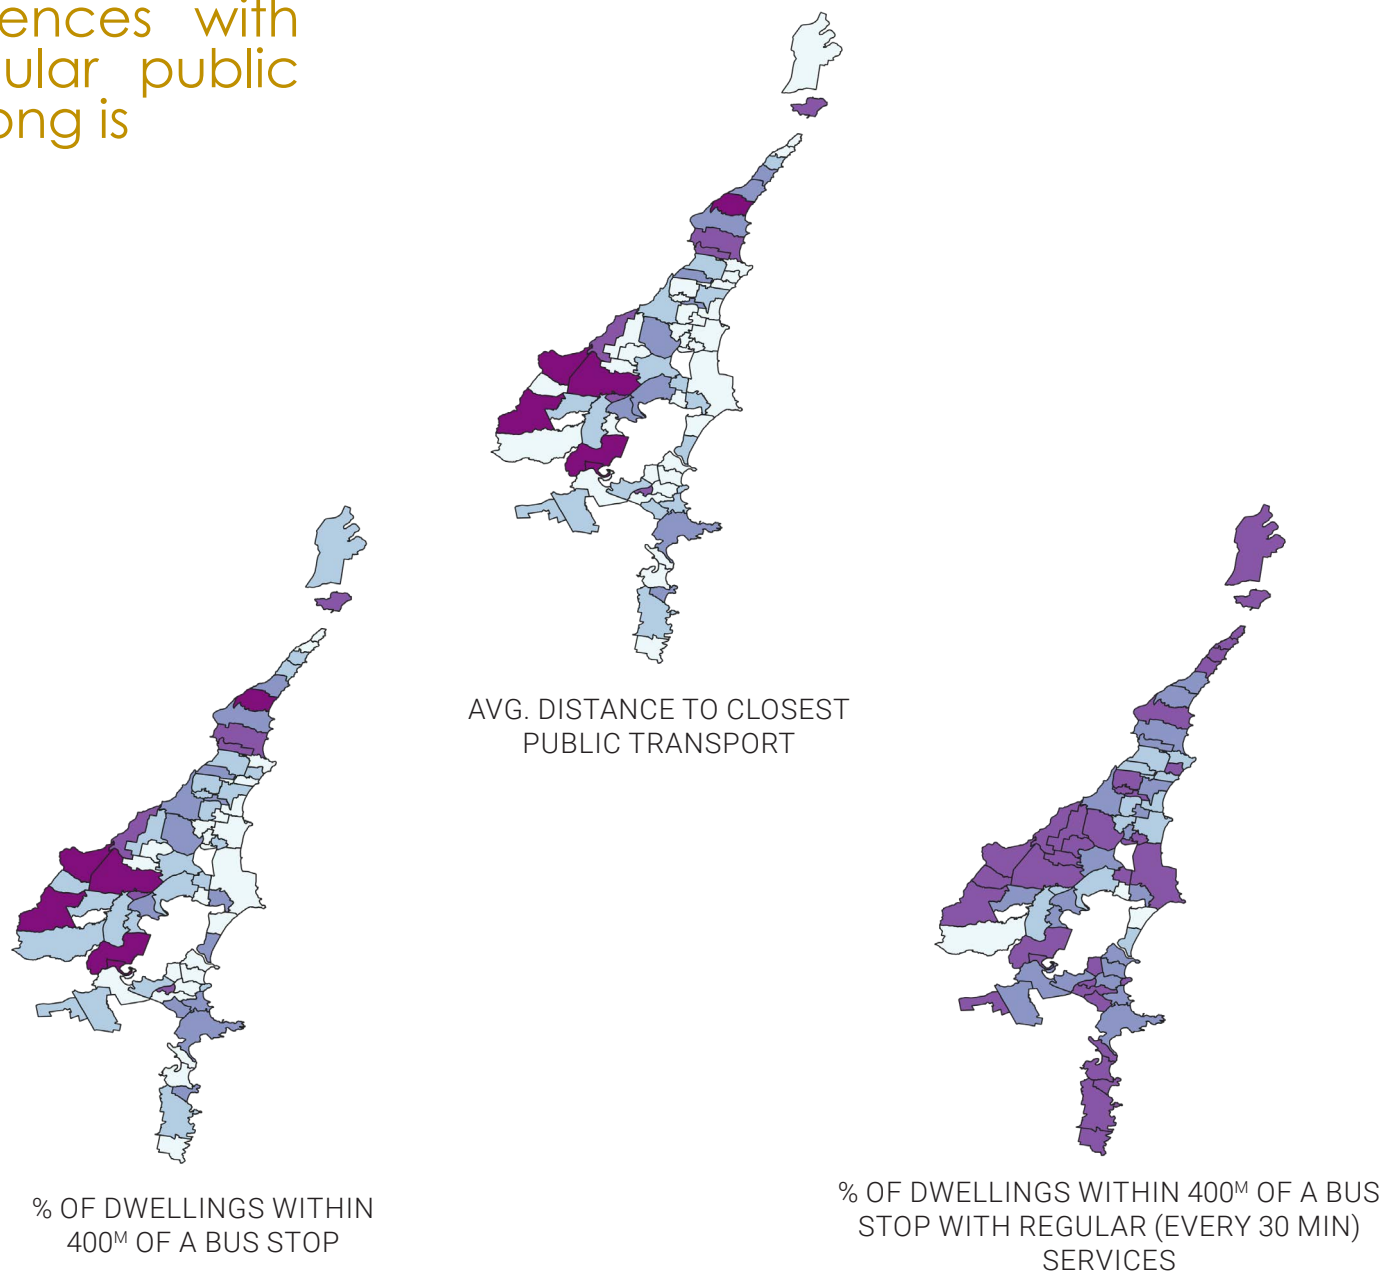 ences with
ular public
ong is
AVG. DISTANCE TO CLOSEST
PUBLIC TRANSPORT
% OF DWELLINGS WITHIN
400ᴹ OF A BUS STOP
% OF DWELLINGS WITHIN 400ᴹ OF A BUS
STOP WITH REGULAR (EVERY 30 MIN)
SERVICES